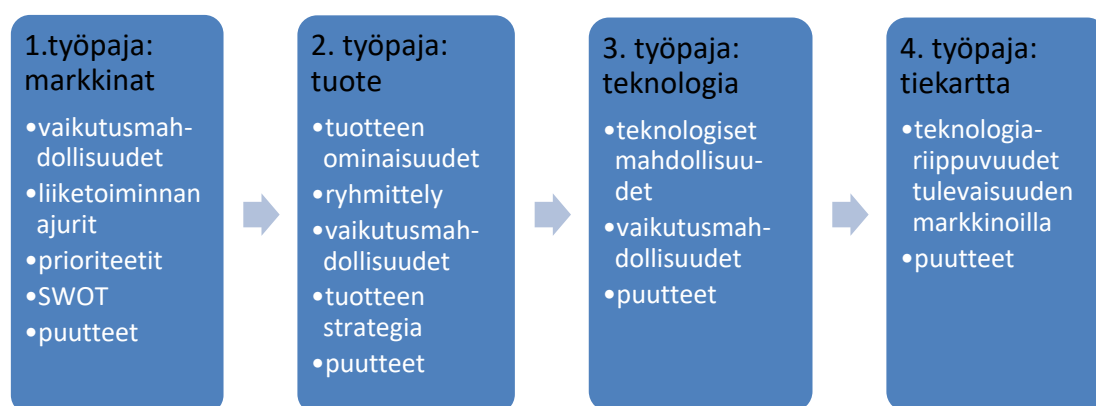 1.työpaja:
markkinat
•vaikutusmah-
dollisuudet
•liiketoiminnan
ajurit
•prioriteetit
•SWOT
•puutteet
2. työpaja:
tuote
•tuotteen
ominaisuudet
•ryhmittely
•vaikutusmah-
dollisuudet
•tuotteen
strategia
•puutteet
3. työpaja:
teknologia
•teknologiset
mahdollisuu-
det
•vaikutusmah-
dollisuudet
•puutteet
4. työpaja:
tiekartta
•teknologia-
riippuvuudet
tulevaisuuden
markkinoilla
•puutteet